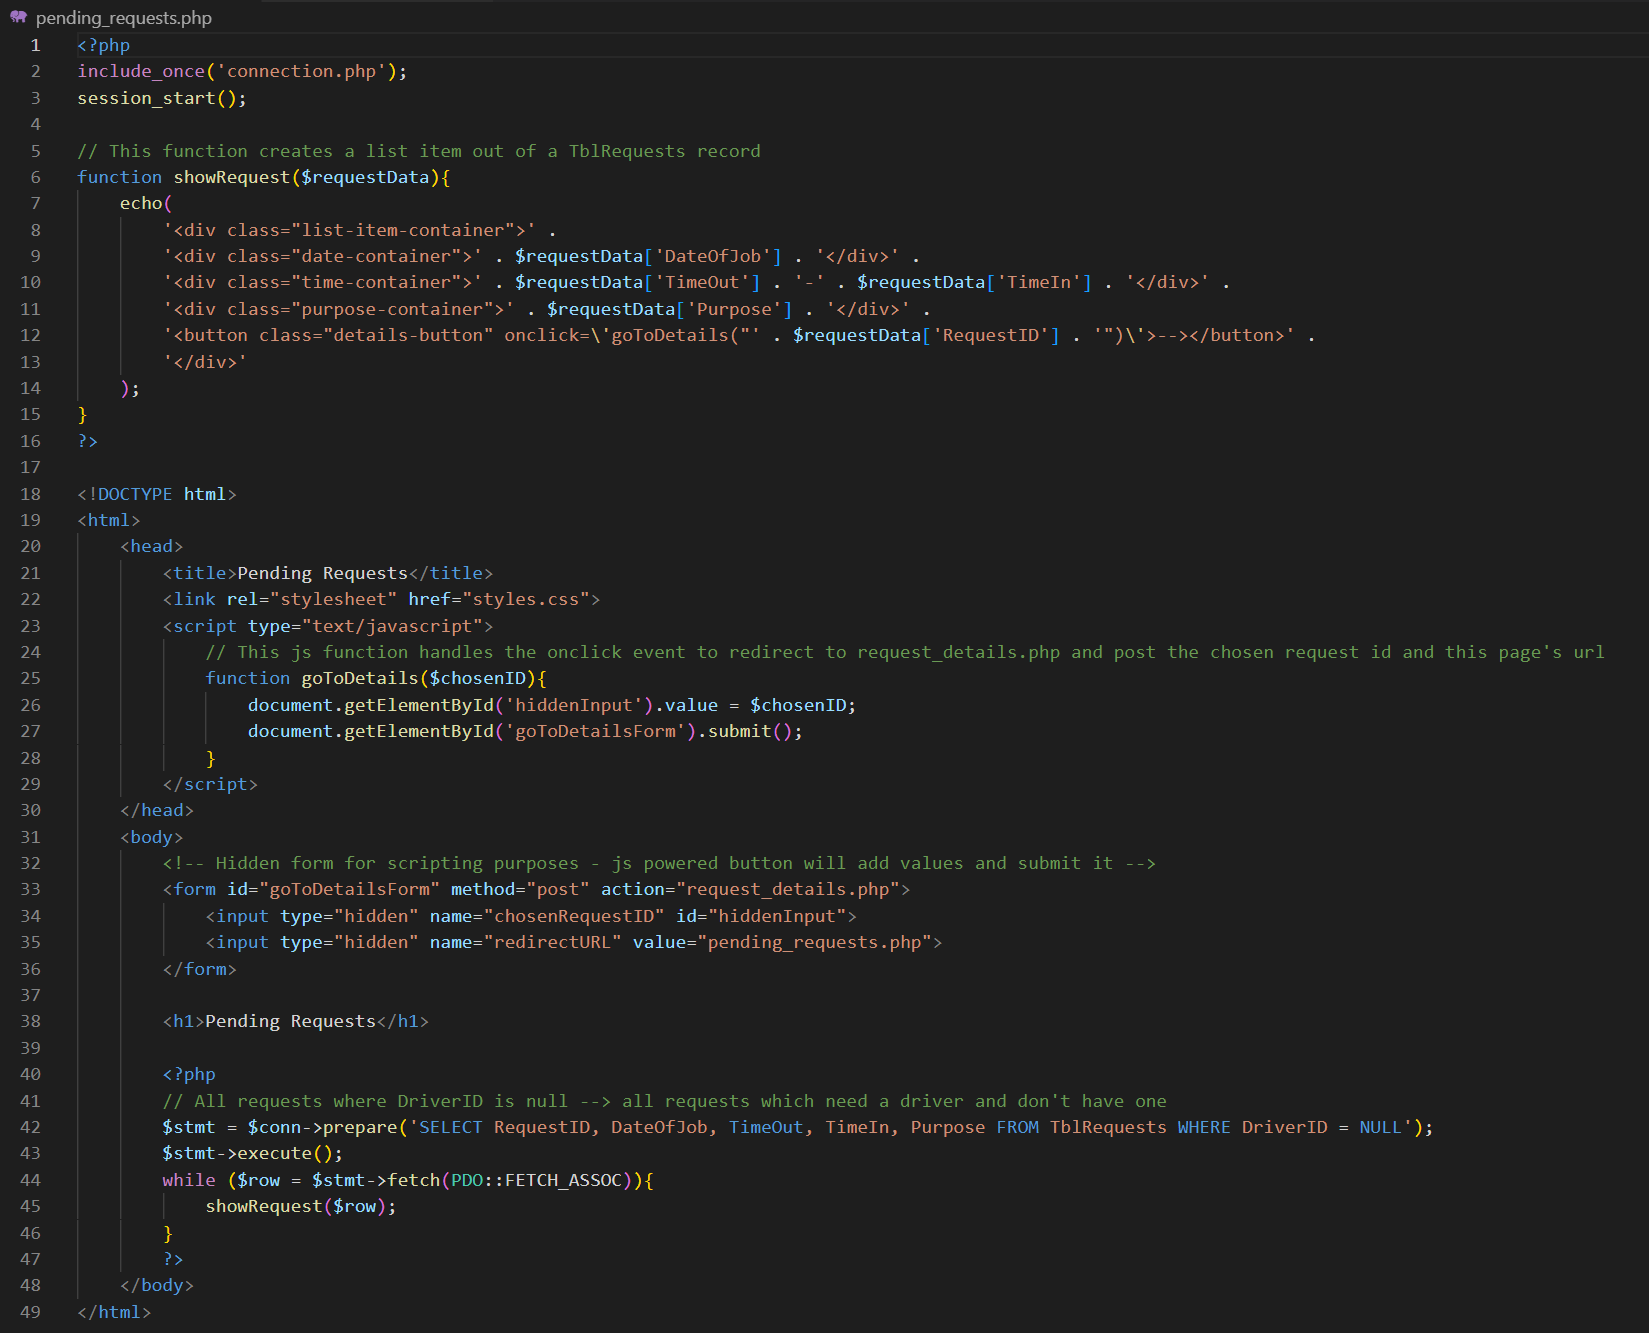 pending_requests.php
1 <?php
2 include_once('connection.php');
3 session_start();
4
5 // This function creates a list item out of a TblRequests record
6 function showRequest($requestData){
7     echo(
8         '<div class="list-item-container">' .
9         '<div class="date-container">' . $requestData['DateOfJob'] . '</div>' .
10         '<div class="time-container">' . $requestData['TimeOut'] . '-' . $requestData['TimeIn'] . '</div>' .
11         '<div class="purpose-container">' . $requestData['Purpose'] . '</div>' .
12         '<button class="details-button" onclick=\'goToDetails("' . $requestData['RequestID'] . '")\'>--></button>' .
13         '</div>'
14     );
15 }
16 ?>
17
18 <!DOCTYPE html>
19 <html>
20     <head>
21         <title>Pending Requests</title>
22         <link rel="stylesheet" href="styles.css">
23         <script type="text/javascript">
24             // This js function handles the onclick event to redirect to request_details.php and post the chosen request id and this page's url
25             function goToDetails($chosenID){
26                 document.getElementById('hiddenInput').value = $chosenID;
27                 document.getElementById('goToDetailsForm').submit();
28             }
29         </script>
30     </head>
31     <body>
32         <!-- Hidden form for scripting purposes - js powered button will add values and submit it -->
33         <form id="goToDetailsForm" method="post" action="request_details.php">
34             <input type="hidden" name="chosenRequestID" id="hiddenInput">
35             <input type="hidden" name="redirectURL" value="pending_requests.php">
36         </form>
37
38         <h1>Pending Requests</h1>
39
40         <?php
41         // All requests where DriverID is null --> all requests which need a driver and don't have one
42         $stmt = $conn->prepare('SELECT RequestID, DateOfJob, TimeOut, TimeIn, Purpose FROM TblRequests WHERE DriverID = NULL');
43         $stmt->execute();
44         while ($row = $stmt->fetch(PDO::FETCH_ASSOC)){
45             showRequest($row);
46         }
47         ?>
48     </body>
49 </html>